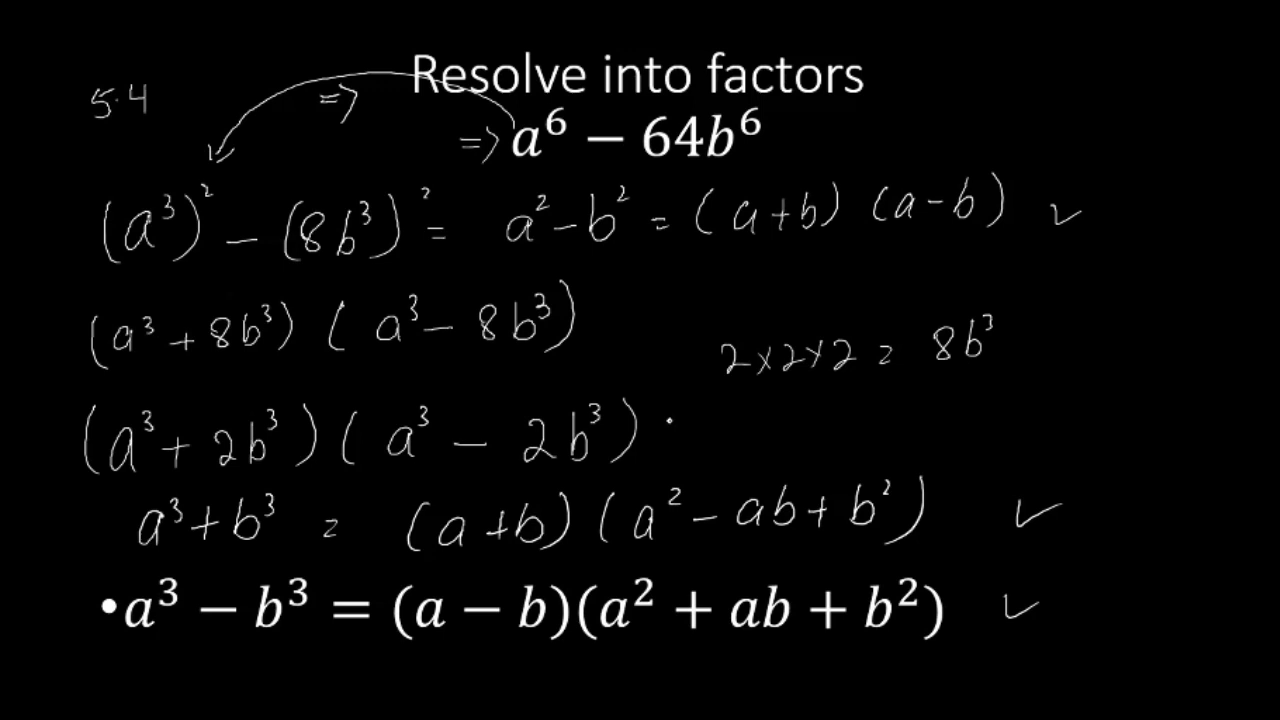 Resolve into factors
5.4 =>
=> a⁶ − 64b⁶
(a³)² − (8b³)² = a² − b² = (a+b) (a−b) ✓
(a³ + 8b³) (a³ − 8b³)
2×2×2 = 8b³
(a³ + 2b³) (a³ − 2b³) .
a³ + b³ = (a+b) (a² − ab + b²) ✓
•a³ − b³ = (a − b)(a² + ab + b²) ✓